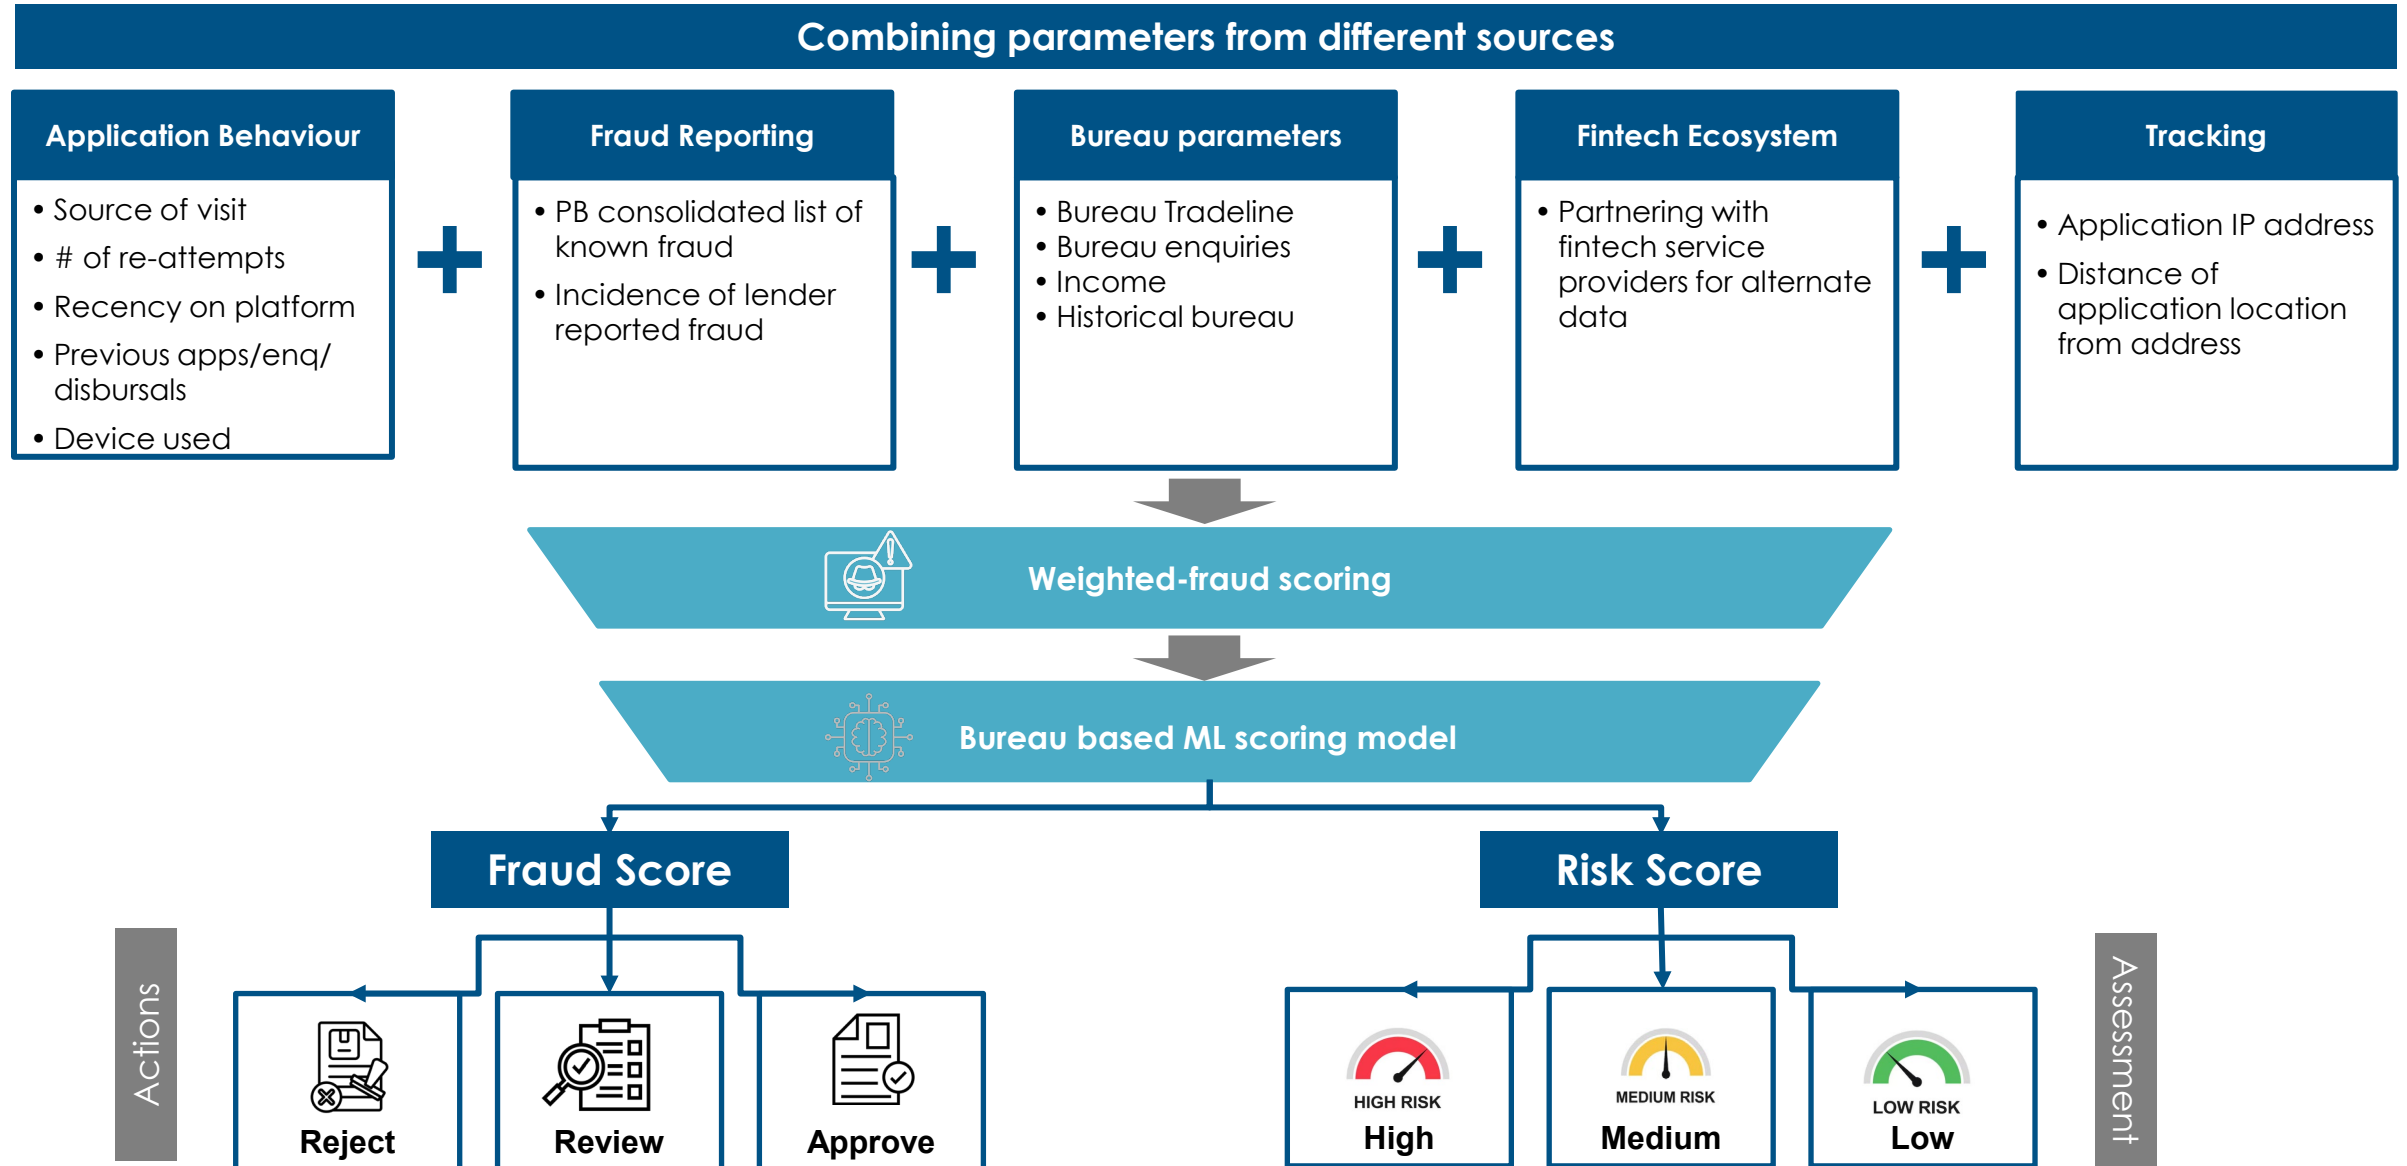 Combining parameters from different sources
Application Behaviour
• Source of visit
• # of re-attempts
• Recency on platform
• Previous apps/enq/
disbursals
• Device used
Fraud Reporting
• PB consolidated list of
known fraud
• Incidence of lender
reported fraud
Bureau parameters
• Bureau Tradeline
• Bureau enquiries
• Income
• Historical bureau
Fintech Ecosystem
• Partnering with
fintech service
providers for alternate
data
Tracking
• Application IP address
• Distance of
application location
from address
Weighted-fraud scoring
Bureau based ML scoring model
Fraud Score
Risk Score
Actions
Reject
Review
Approve
HIGH RISK
High
MEDIUM RISK
Medium
LOW RISK
Low
Assessment